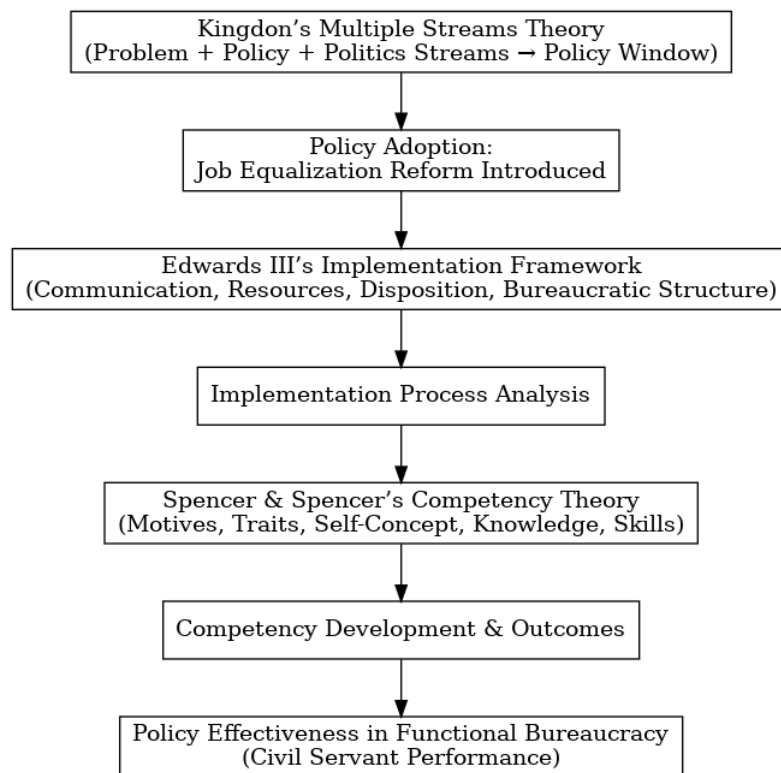 Kingdon’s Multiple Streams Theory
(Problem + Policy + Politics Streams → Policy Window)
Policy Adoption:
Job Equalization Reform Introduced
Edwards III’s Implementation Framework
(Communication, Resources, Disposition, Bureaucratic Structure)
Implementation Process Analysis
Spencer & Spencer’s Competency Theory
(Motives, Traits, Self-Concept, Knowledge, Skills)
Competency Development & Outcomes
Policy Effectiveness in Functional Bureaucracy
(Civil Servant Performance)